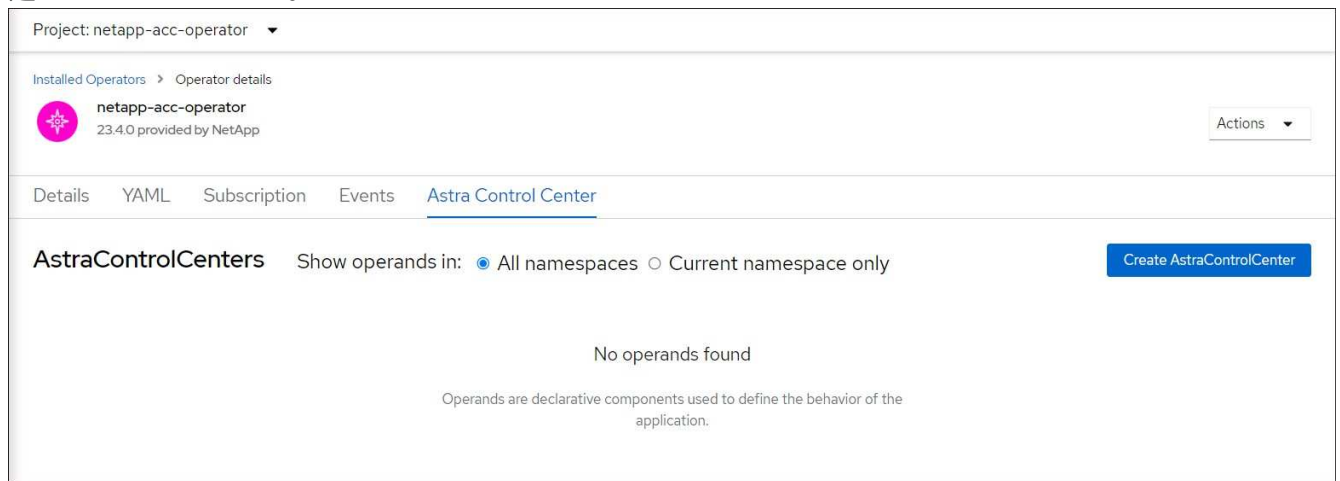 Project: netapp-acc-operator
Installed Operators > Operator details
netapp-acc-operator
23.4.0 provided by NetApp
Actions
Details YAML Subscription Events Astra Control Center
AstraControlCenters Show operands in: All namespaces Current namespace only Create AstraControlCenter
No operands found
Operands are declarative components used to define the behavior of the
application.